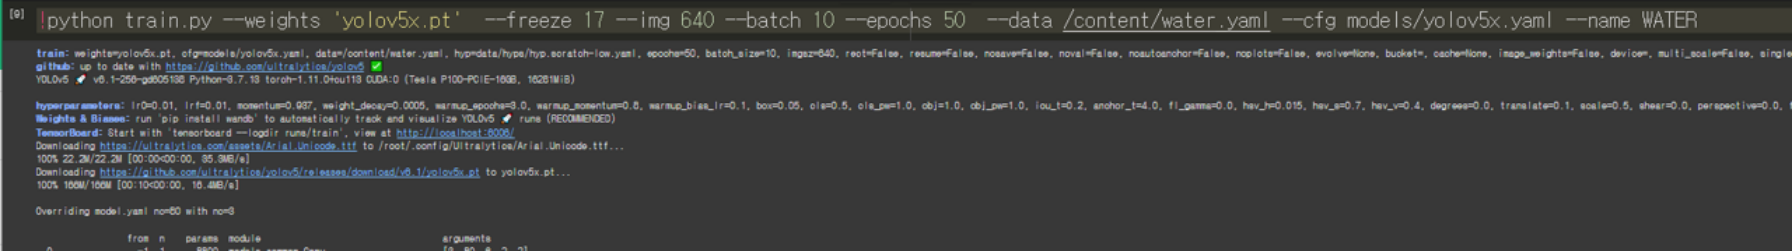 [9]
!python train.py --weights 'yolov5x.pt' --freeze 17 --img 640 --batch 10 --epochs 50 --data /content/water.yaml --cfg models/yolov5x.yaml --name WATER
train: weights=yolov5x.pt, cfg=models/yolov5x.yaml, data=/content/water.yaml, hyp=data/hyps/hyp.scratch-low.yaml, epochs=50, batch_size=10, imgsz=640, rect=False, resume=False, nosave=False, noval=False, noautoanchor=False, noplots=False, evolve=None, bucket=, cache=None, image_weights=False, device=, multi_scale=False, single
github: up to date with https://github.com/ultralytics/yolov5 ✅
YOLOv5 🚀 Python-3.7.13 torch-1.11.0+cu113 CUDA:0 (Tesla P100-PCIE-16GB, 16281MiB)
hyperparameters: lr0=0.01, lrf=0.01, momentum=0.937, weight_decay=0.0005, warmup_epochs=3.0, warmup_momentum=0.8, warmup_bias_lr=0.1, box=0.05, cls=0.5, cls_pw=1.0, obj=1.0, obj_pw=1.0, iou_t=0.2, anchor_t=4.0, fl_gamma=0.0, hsv_h=0.015, hsv_s=0.7, hsv_v=0.4, degrees=0.0, translate=0.1, scale=0.5, shear=0.0, perspective=0.0,
Weights & Biases: run 'pip install wandb' to automatically track and visualize YOLOv5 🚀 runs (RECOMMENDED)
TensorBoard: Start with 'tensorboard --logdir runs/train', view at http://localhost:6006/
Downloading https://ultralytics.com/assets/Arial.Unicode.ttf to /root/.config/Ultralytics/Arial.Unicode.ttf...
100% 22.2M/22.2M [00:00<00:00, 85.8MB/s]
Downloading https://github.com/ultralytics/yolov5/releases/download/v6.1/yolov5x.pt to yolov5x.pt...
100% 166M/166M [00:10<00:00, 16.4MB/s]
Overriding model.yaml nc=80 with nc=3
from n params module arguments